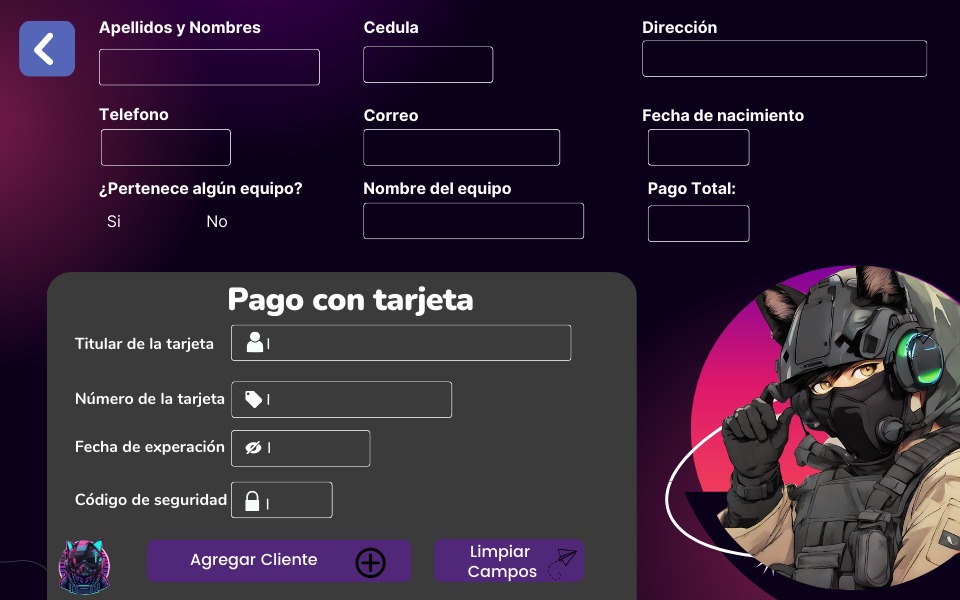 Apellidos y Nombres
Cedula
Dirección
Telefono
Correo
Fecha de nacimiento
¿Pertenece algún equipo?
Nombre del equipo
Pago Total:
Si
No
Pago con tarjeta
Titular de la tarjeta
Número de la tarjeta
Fecha de experación
Código de seguridad
Agregar Cliente
Limpiar
Campos